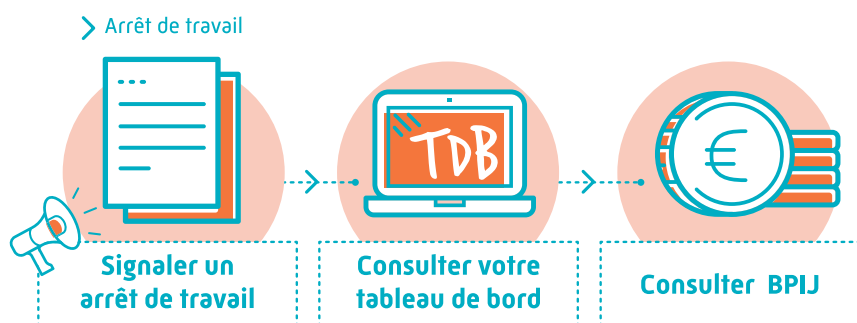 Arrêt de travail
TDB
Signaler un
arrêt de travail
Consulter votre
tableau de bord
Consulter BPIJ